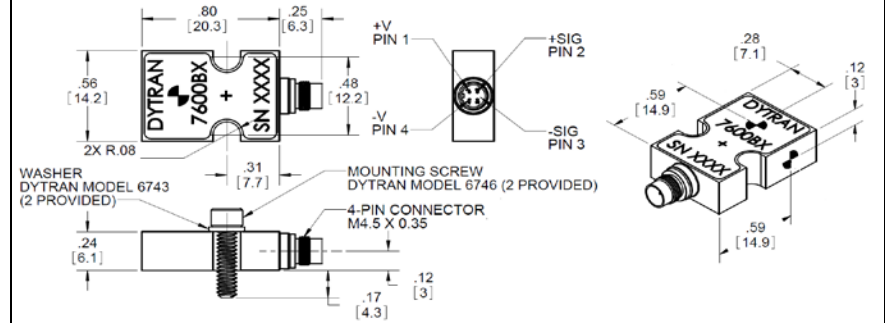 .80
[20.3]
.25
[6.3]
+V
PIN 1
+SIG
PIN 2
.56
[14.2]
DYTRAN
7600BX
+
SN XXXX
.48
[12.2]
-V
PIN 4
-SIG
PIN 3
2X R.08
.31
[7.7]
WASHER
DYTRAN MODEL 6743
(2 PROVIDED)
MOUNTING SCREW
DYTRAN MODEL 6746 (2 PROVIDED)
4-PIN CONNECTOR
M4.5 X 0.35
.24
[6.1]
.17
[4.3]
.12
[3]
.28
[7.1]
.12
[3]
.59
[14.9]
DYTRAN
7600BX
+
SN XXXX
.59
[14.9]